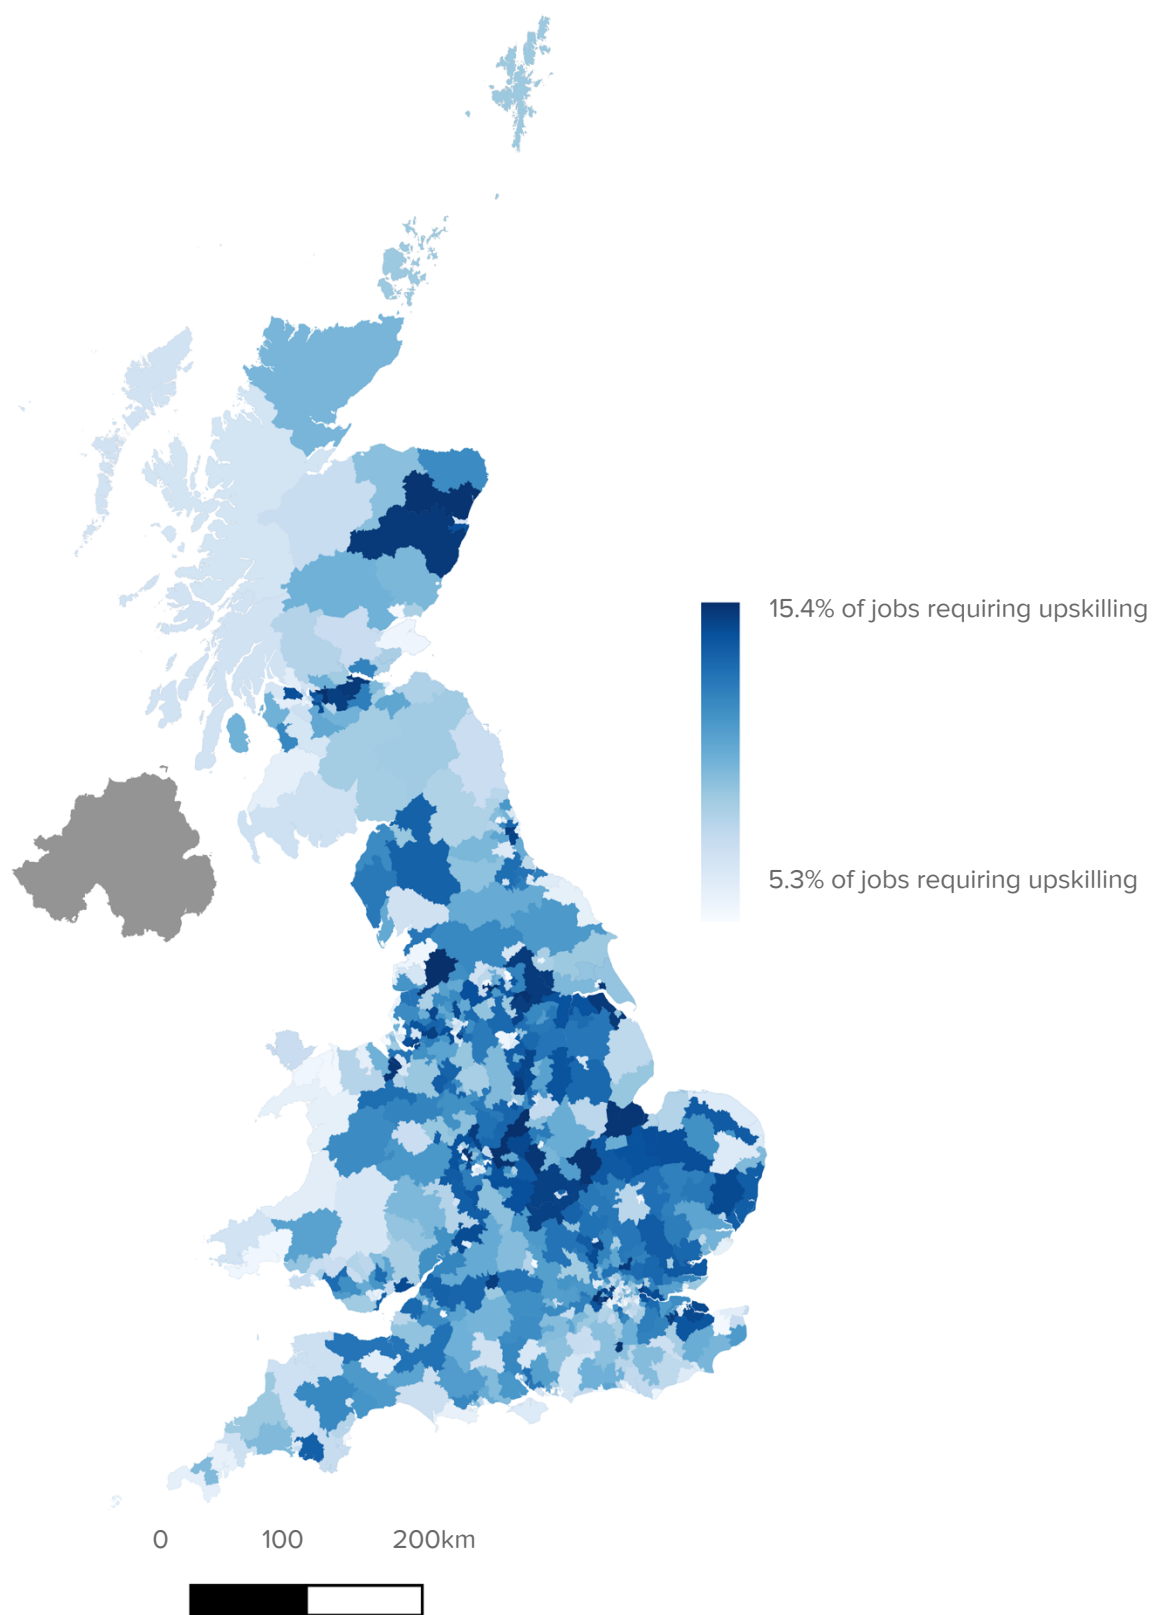 15.4% of jobs requiring upskilling
5.3% of jobs requiring upskilling
0 100 200km